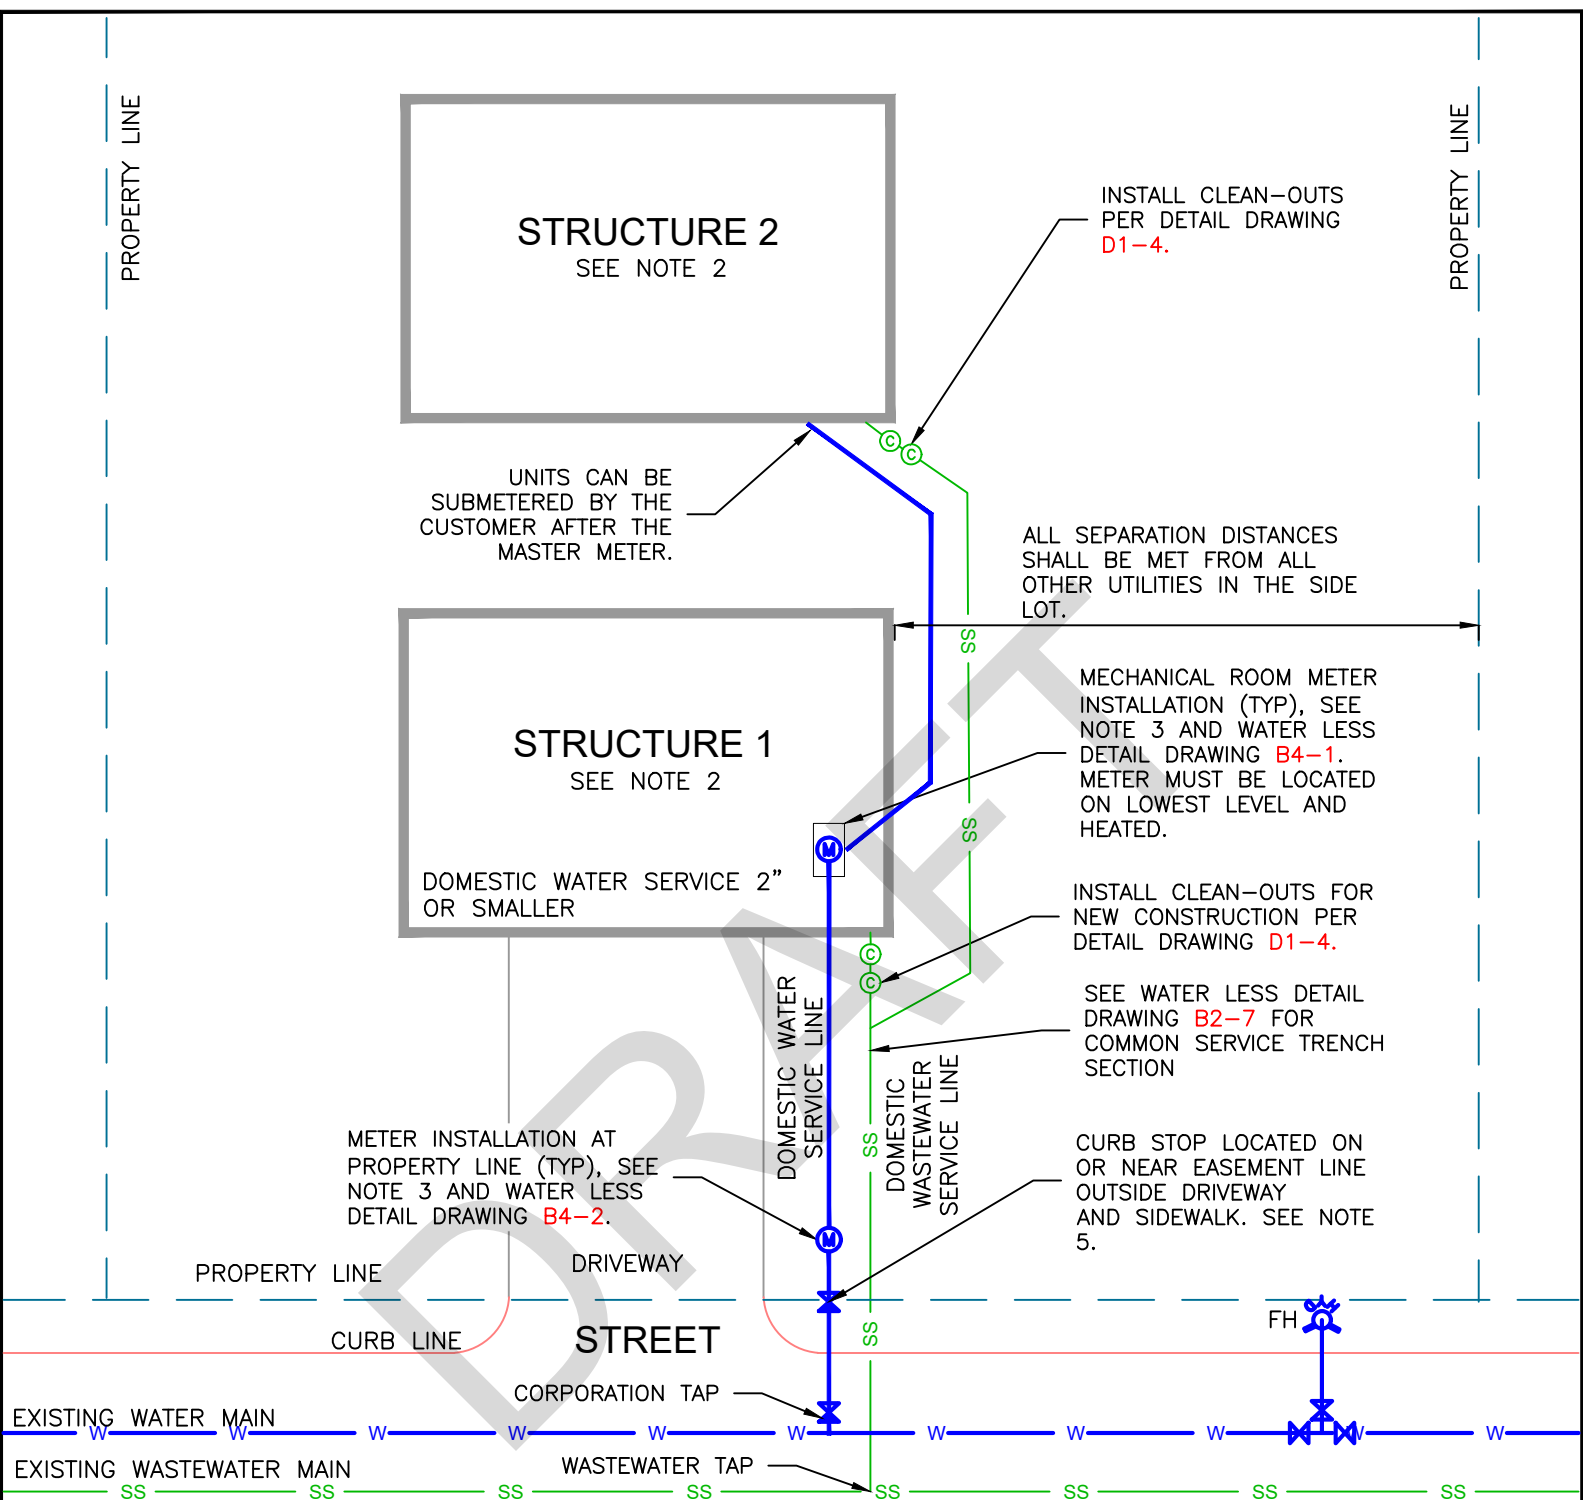 PROPERTY LINE
PROPERTY LINE
STRUCTURE 2
SEE NOTE 2
INSTALL CLEAN-OUTS
PER DETAIL DRAWING
D1-4.
C
C
UNITS CAN BE
SUBMETERED BY THE
CUSTOMER AFTER THE
MASTER METER.
ALL SEPARATION DISTANCES
SHALL BE MET FROM ALL
OTHER UTILITIES IN THE SIDE
LOT.
SS
STRUCTURE 1
SEE NOTE 2
MECHANICAL ROOM METER
INSTALLATION (TYP), SEE
NOTE 3 AND WATER LESS
DETAIL DRAWING B4-1.
METER MUST BE LOCATED
ON LOWEST LEVEL AND
HEATED.
SS
M
DOMESTIC WATER SERVICE 2”
OR SMALLER
INSTALL CLEAN-OUTS FOR
NEW CONSTRUCTION PER
DETAIL DRAWING D1-4.
C
C
SEE WATER LESS DETAIL
DRAWING B2-7 FOR
COMMON SERVICE TRENCH
SECTION
DOMESTIC WATER
SERVICE LINE
DOMESTIC
WASTEWATER
SERVICE LINE
SS
METER INSTALLATION AT
PROPERTY LINE (TYP), SEE
NOTE 3 AND WATER LESS
DETAIL DRAWING B4-2.
CURB STOP LOCATED ON
OR NEAR EASEMENT LINE
OUTSIDE DRIVEWAY
AND SIDEWALK. SEE NOTE
5.
M
DRIVEWAY
PROPERTY LINE
FH
CURB LINE
STREET
SS
CORPORATION TAP
EXISTING WATER MAIN
W W W W W W W W W W W
EXISTING WASTEWATER MAIN
WASTEWATER TAP
SS SS SS SS SS SS SS SS
DRAFT